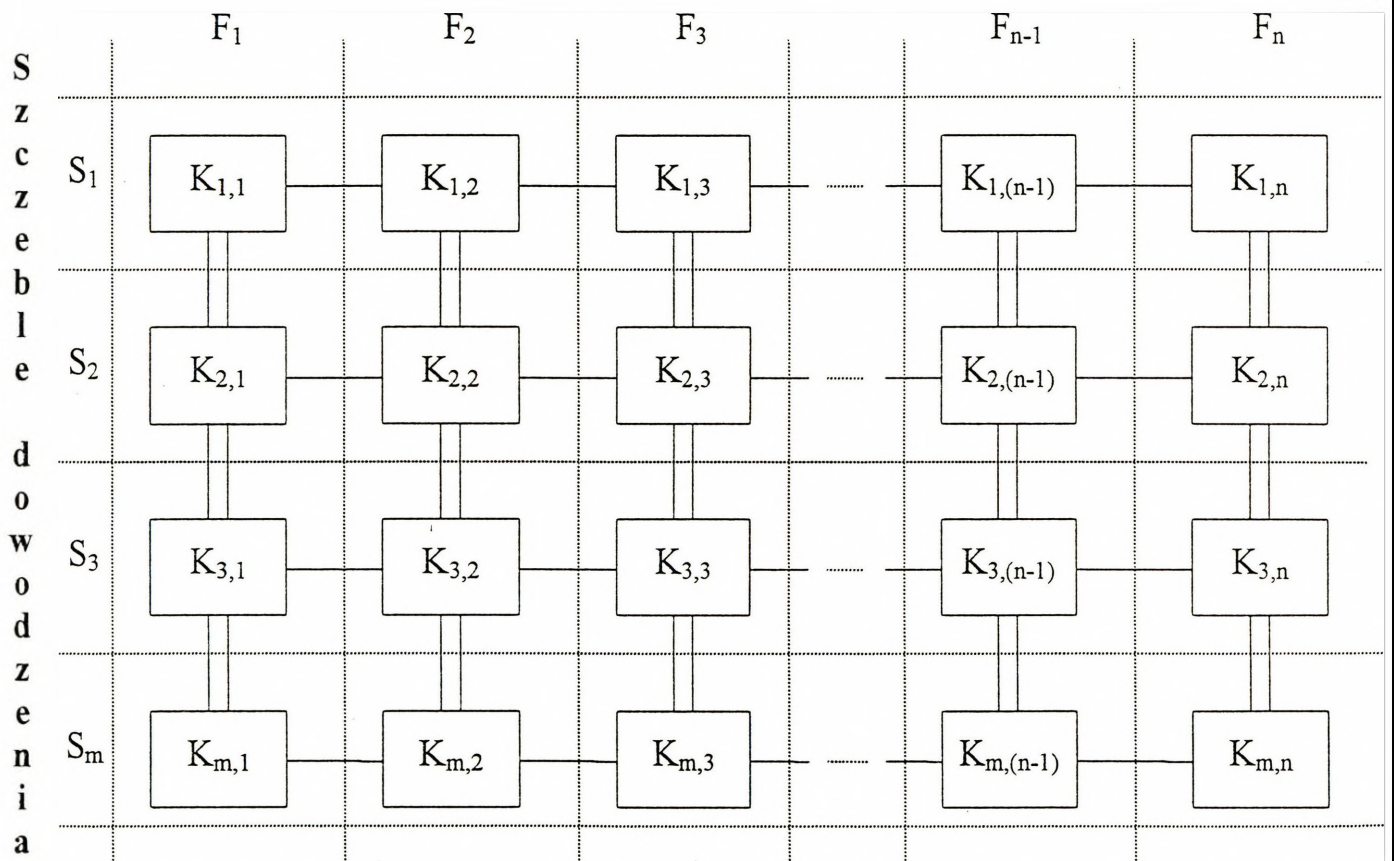 F1 F2 F3 Fn-1 Fn
Szczeble dowodzenia
S1 K1,1 K1,2 K1,3 ........ K1,(n-1) K1,n
S2 K2,1 K2,2 K2,3 ........ K2,(n-1) K2,n
S3 K3,1 K3,2 K3,3 ........ K3,(n-1) K3,n
Sm Km,1 Km,2 Km,3 ........ Km,(n-1) Km,n